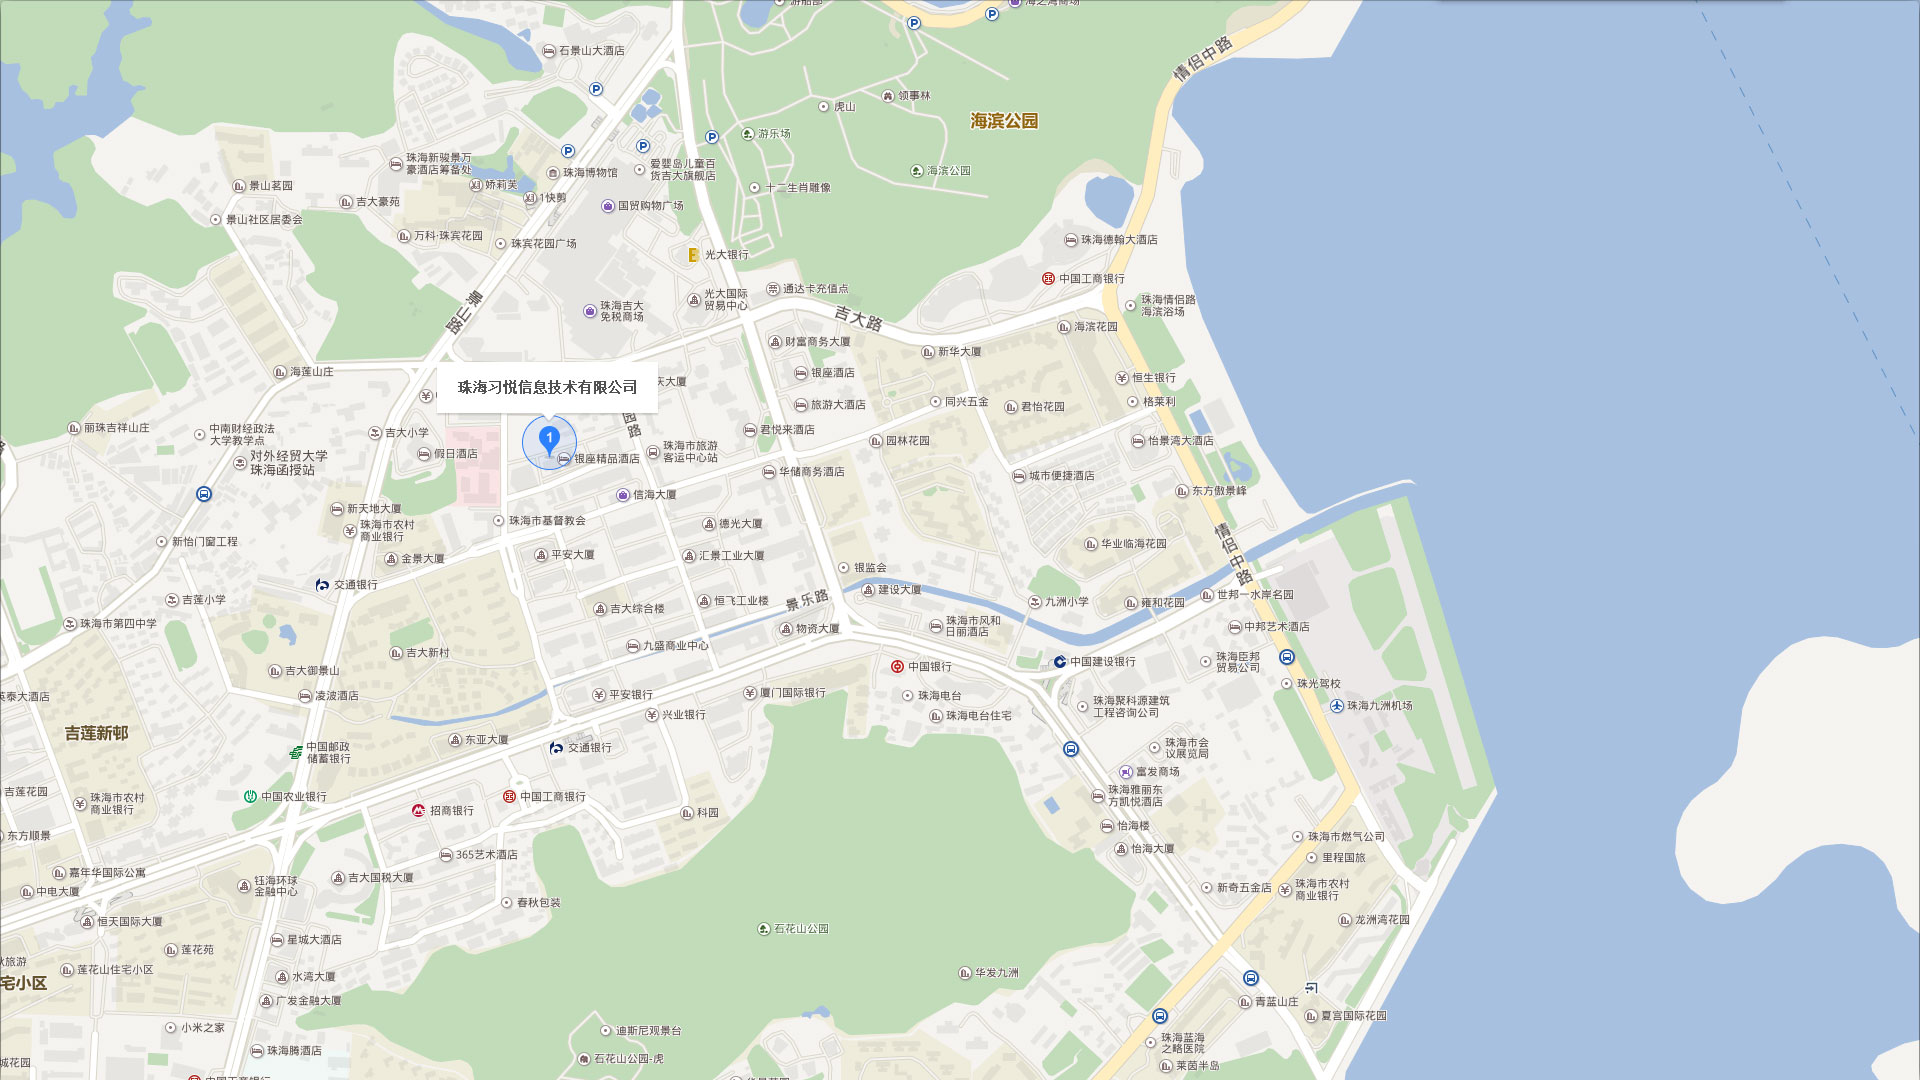 游船部
海之湾商场
石景山大酒店
情侣中路
领事林
虎山
海滨公园
游乐场
珠海新骏景万
豪酒店筹备处
爱婴岛儿童百
货吉大旗舰店
珠海博物馆
海滨公园
景山茗园
娇莉芙
十二生肖雕像
1快剪
吉大豪苑
国贸购物广场
景山社区居委会
万科·珠宾花园
珠宾花园广场
珠海德翰大酒店
光大银行
中国工商银行
通达卡充值点
光大国际
贸易中心
珠海情侣路
海滨浴场
珠海吉大
免税商场
景山路
吉大路
海滨花园
财富商务大厦
新华大厦
海莲山庄
银座酒店
恒生银行
珠海习悦信息技术有限公司
大厦
同兴五金
格莱利
旅游大酒店
君怡花园
园路
丽珠吉祥山庄
中南财经政法
大学教学点
吉大小学
君悦来酒店
园林花园
怡景湾大酒店
珠海市旅游
客运中心站
假日酒店
银座精品酒店
对外经贸大学
珠海函授站
华储商务酒店
城市便捷酒店
信海大厦
东方傲景峰
新天地大厦
珠海市农村
商业银行
珠海市基督教会
德光大厦
情侣中路
新怡门窗工程
金景大厦
平安大厦
汇景工业大厦
华业临海花园
银监会
交通银行
建设大厦
世邦一水岸名园
吉莲小学
吉大综合楼
恒飞工业楼
景乐路
九洲小学
雍和花园
珠海市第四中学
物资大厦
珠海市风和
日丽酒店
中邦艺术酒店
吉大新村
九盛商业中心
中国银行
中国建设银行
珠海臣邦
贸易公司
吉大御景山
珠光驾校
英泰大酒店
凌波酒店
平安银行
厦门国际银行
珠海电台
珠海聚科源建筑
工程咨询公司
珠海九洲机场
兴业银行
珠海电台住宅
吉莲新邨
东亚大厦
交通银行
中国邮政
储蓄银行
珠海市会
议展览局
富发商场
吉莲花园
珠海市农村
商业银行
中国农业银行
招商银行
中国工商银行
珠海雅丽东
方凯悦酒店
科园
怡海楼
东方顺景
珠海市燃气公司
怡海大厦
365艺术酒店
里程国旅
嘉年华国际公寓
吉大国税大厦
钰海环球
金融中心
中电大厦
新奇五金店
珠海市农村
商业银行
春秋包装
恒天国际大厦
龙洲湾花园
石花山公园
星城大酒店
莲花苑
旅游
莲花山住宅小区
宅小区
水湾大厦
华发九洲
广发金融大厦
青蓝山庄
夏宫国际花园
小米之家
迪斯尼观景台
珠海蓝海
之略医院
珠海腾酒店
石花山公园-虎
城花园
莱茵半岛
中国工商银行